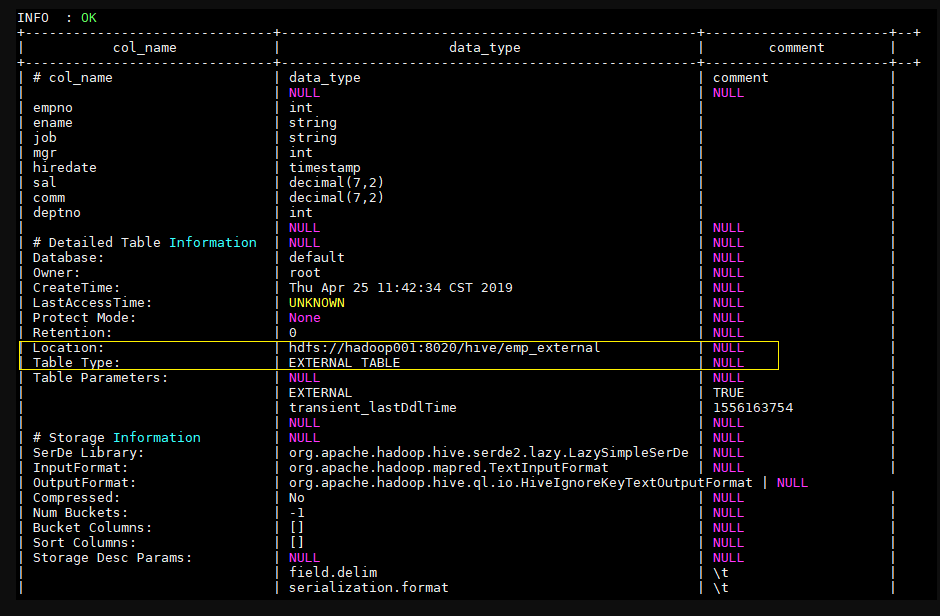 INFO  : OK
+-------------------------------+-----------------------------------------------------+-----------------------+--+
|           col_name            |                      data_type                      |        comment        |
+-------------------------------+-----------------------------------------------------+-----------------------+--+
| # col_name                    | data_type                                           | comment               |
|                               | NULL                                                | NULL                  |
| empno                         | int                                                 |                       |
| ename                         | string                                              |                       |
| job                           | string                                              |                       |
| mgr                           | int                                                 |                       |
| hiredate                      | timestamp                                           |                       |
| sal                           | decimal(7,2)                                        |                       |
| comm                          | decimal(7,2)                                        |                       |
| deptno                        | int                                                 |                       |
|                               | NULL                                                | NULL                  |
| # Detailed Table Information  | NULL                                                | NULL                  |
| Database:                     | default                                             | NULL                  |
| Owner:                        | root                                                | NULL                  |
| CreateTime:                   | Thu Apr 25 11:42:34 CST 2019                        | NULL                  |
| LastAccessTime:               | UNKNOWN                                             | NULL                  |
| Protect Mode:                 | None                                                | NULL                  |
| Retention:                    | 0                                                   | NULL                  |
| Location:                     | hdfs://hadoop001:8020/hive/emp_external             | NULL                  |
| Table Type:                   | EXTERNAL_TABLE                                      | NULL                  |
| Table Parameters:             | NULL                                                | NULL                  |
|                               | EXTERNAL                                            | TRUE                  |
|                               | transient_lastDdlTime                               | 1556163754            |
|                               | NULL                                                | NULL                  |
| # Storage Information         | NULL                                                | NULL                  |
| SerDe Library:                | org.apache.hadoop.hive.serde2.lazy.LazySimpleSerDe  | NULL                  |
| InputFormat:                  | org.apache.hadoop.mapred.TextInputFormat            | NULL                  |
| OutputFormat:                 | org.apache.hadoop.hive.ql.io.HiveIgnoreKeyTextOutputFormat | NULL
| Compressed:                   | No                                                  | NULL                  |
| Num Buckets:                  | -1                                                  | NULL                  |
| Bucket Columns:               | []                                                  | NULL                  |
| Sort Columns:                 | []                                                  | NULL                  |
| Storage Desc Params:          | NULL                                                | NULL                  |
|                               | field.delim                                         | \t                    |
|                               | serialization.format                                | \t                    |